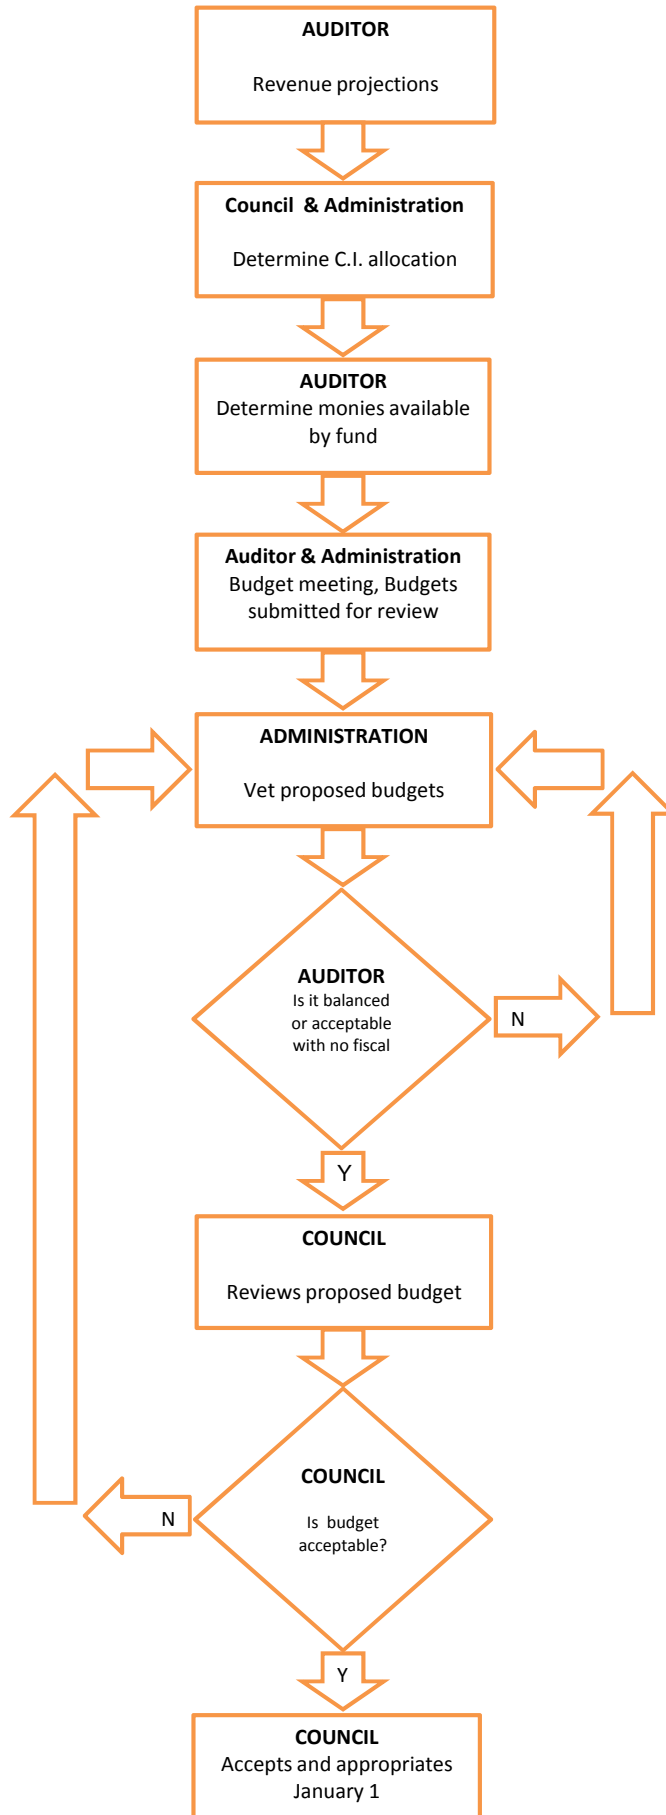 AUDITOR
Revenue projections
Council & Administration
Determine C.I. allocation
AUDITOR
Determine monies available
by fund
Auditor & Administration
Budget meeting, Budgets
submitted for review
ADMINISTRATION
Vet proposed budgets
AUDITOR
Is it balanced
or acceptable
with no fiscal
N
Y
COUNCIL
Reviews proposed budget
COUNCIL
Is budget
acceptable?
N
Y
COUNCIL
Accepts and appropriates
January 1